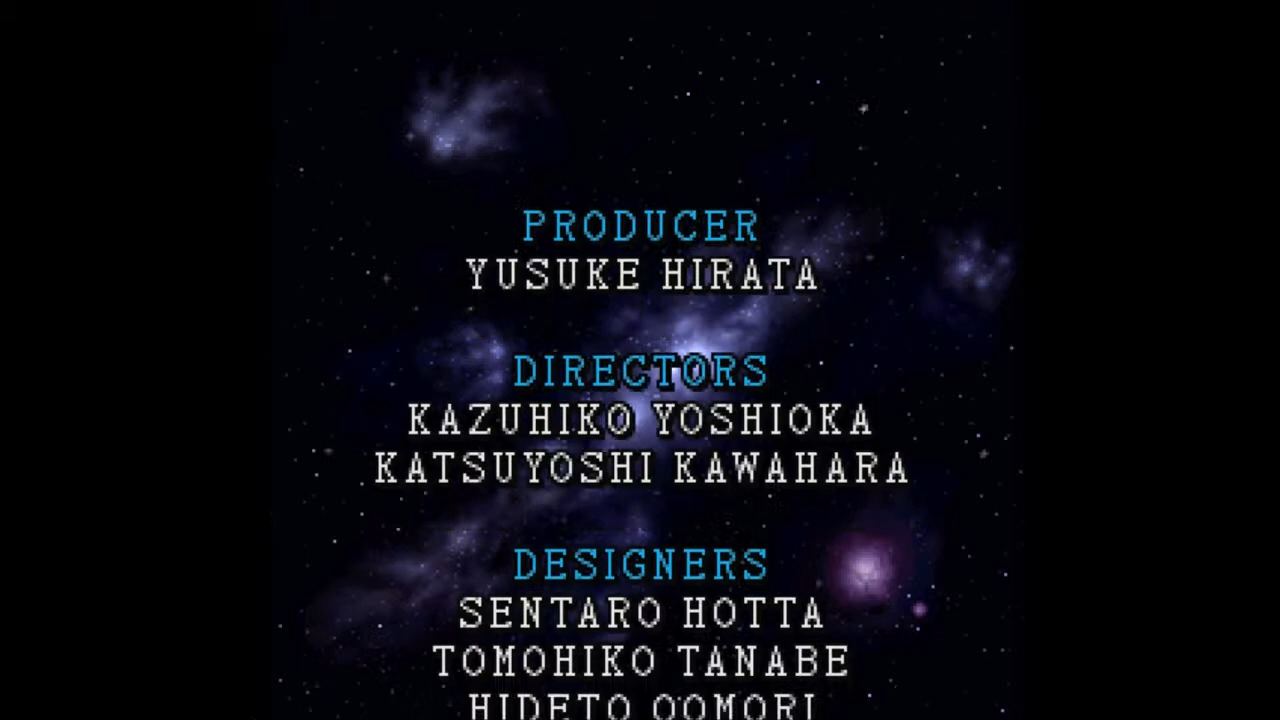 PRODUCER
YUSUKE HIRATA
DIRECTORS
KAZUHIKO YOSHIOKA
KATSUYOSHI KAWAHARA
DESIGNERS
SENTARO HOTTA
TOMOHIKO TANABE
HIDETO OOMORI